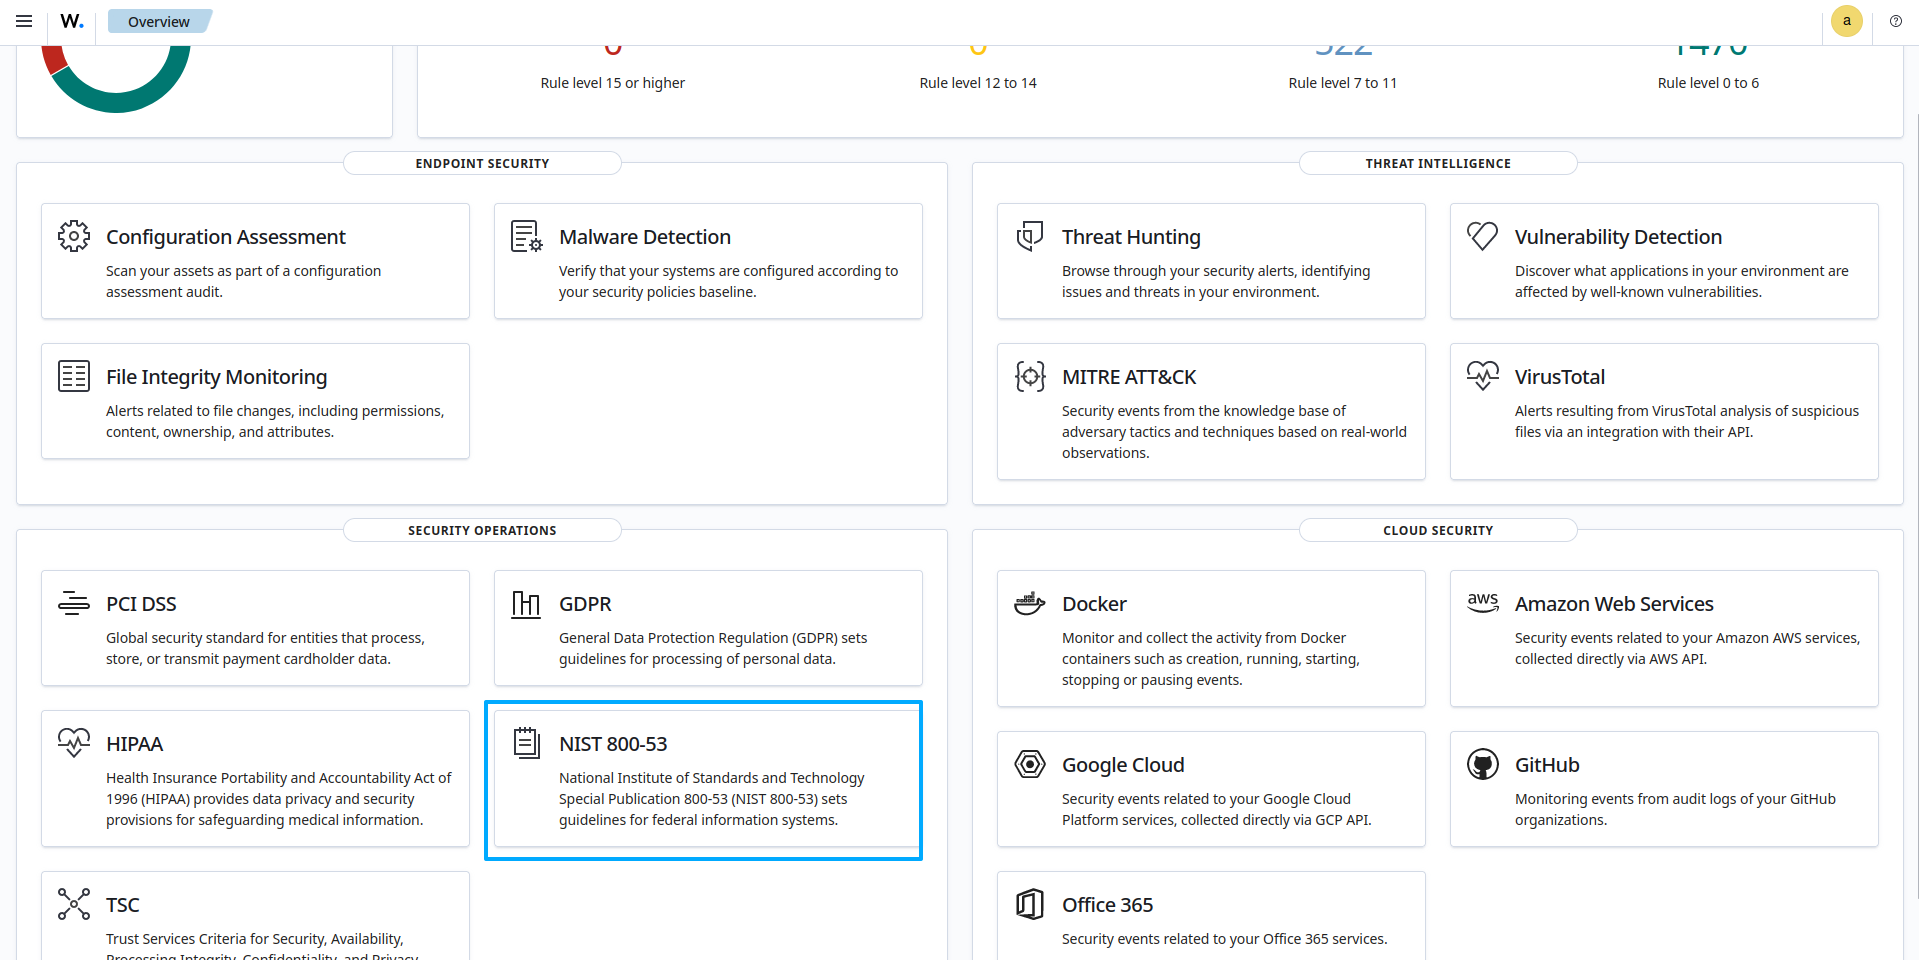 W.
Overview
a
0
0
522
1476
Rule level 15 or higher
Rule level 12 to 14
Rule level 7 to 11
Rule level 0 to 6
ENDPOINT SECURITY
Configuration Assessment
Scan your assets as part of a configuration
assessment audit.
Malware Detection
Verify that your systems are configured according to
your security policies baseline.
File Integrity Monitoring
Alerts related to file changes, including permissions,
content, ownership, and attributes.
THREAT INTELLIGENCE
Threat Hunting
Browse through your security alerts, identifying
issues and threats in your environment.
Vulnerability Detection
Discover what applications in your environment are
affected by well-known vulnerabilities.
MITRE ATT&CK
Security events from the knowledge base of
adversary tactics and techniques based on real-world
observations.
VirusTotal
Alerts resulting from VirusTotal analysis of suspicious
files via an integration with their API.
SECURITY OPERATIONS
PCI DSS
Global security standard for entities that process,
store, or transmit payment cardholder data.
GDPR
General Data Protection Regulation (GDPR) sets
guidelines for processing of personal data.
HIPAA
Health Insurance Portability and Accountability Act of
1996 (HIPAA) provides data privacy and security
provisions for safeguarding medical information.
NIST 800-53
National Institute of Standards and Technology
Special Publication 800-53 (NIST 800-53) sets
guidelines for federal information systems.
TSC
Trust Services Criteria for Security, Availability,
Processing Integrity, Confidentiality, and Privacy
CLOUD SECURITY
Docker
Monitor and collect the activity from Docker
containers such as creation, running, starting,
stopping or pausing events.
aws
Amazon Web Services
Security events related to your Amazon AWS services,
collected directly via AWS API.
Google Cloud
Security events related to your Google Cloud
Platform services, collected directly via GCP API.
GitHub
Monitoring events from audit logs of your GitHub
organizations.
Office 365
Security events related to your Office 365 services.